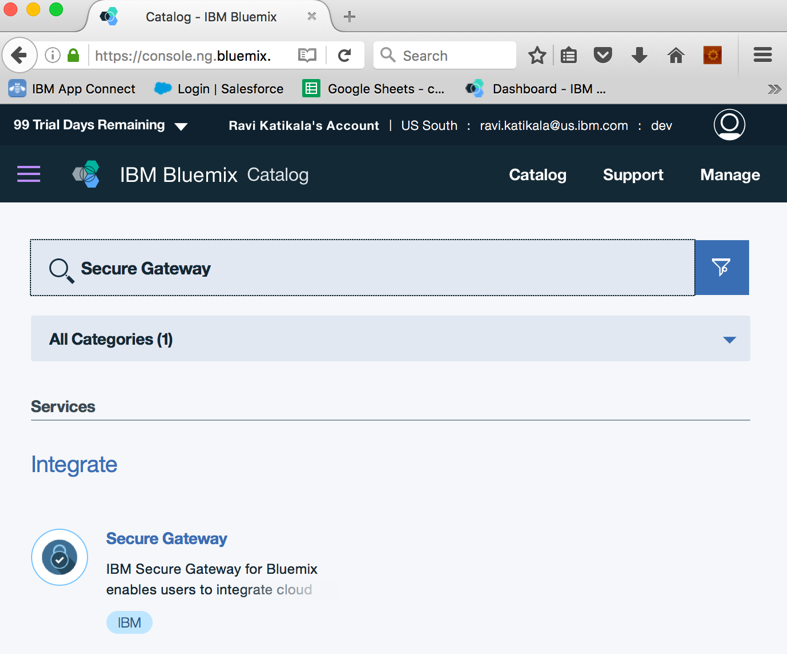 Catalog - IBM Bluemix
https://console.ng.bluemix.
Search
IBM App Connect
Login | Salesforce
Google Sheets - c...
Dashboard - IBM ...
99 Trial Days Remaining
Ravi Katikala's Account | US South : ravi.katikala@us.ibm.com : dev
IBM Bluemix Catalog
Catalog
Support
Manage
Secure Gateway
All Categories (1)
Services
Integrate
Secure Gateway
IBM Secure Gateway for Bluemix
enables users to integrate cloud
IBM